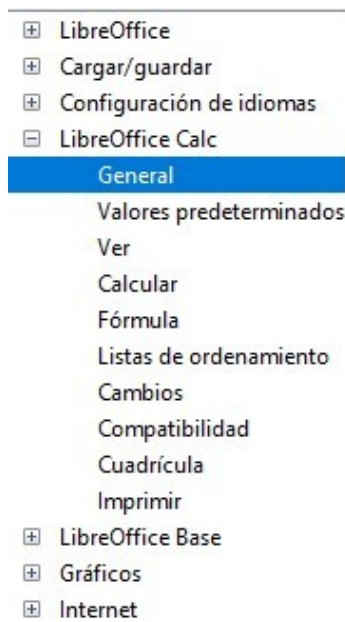 LibreOffice
Cargar/guardar
Configuración de idiomas
LibreOffice Calc
General
Valores predeterminados
Ver
Calcular
Fórmula
Listas de ordenamiento
Cambios
Compatibilidad
Cuadrícula
Imprimir
LibreOffice Base
Gráficos
Internet